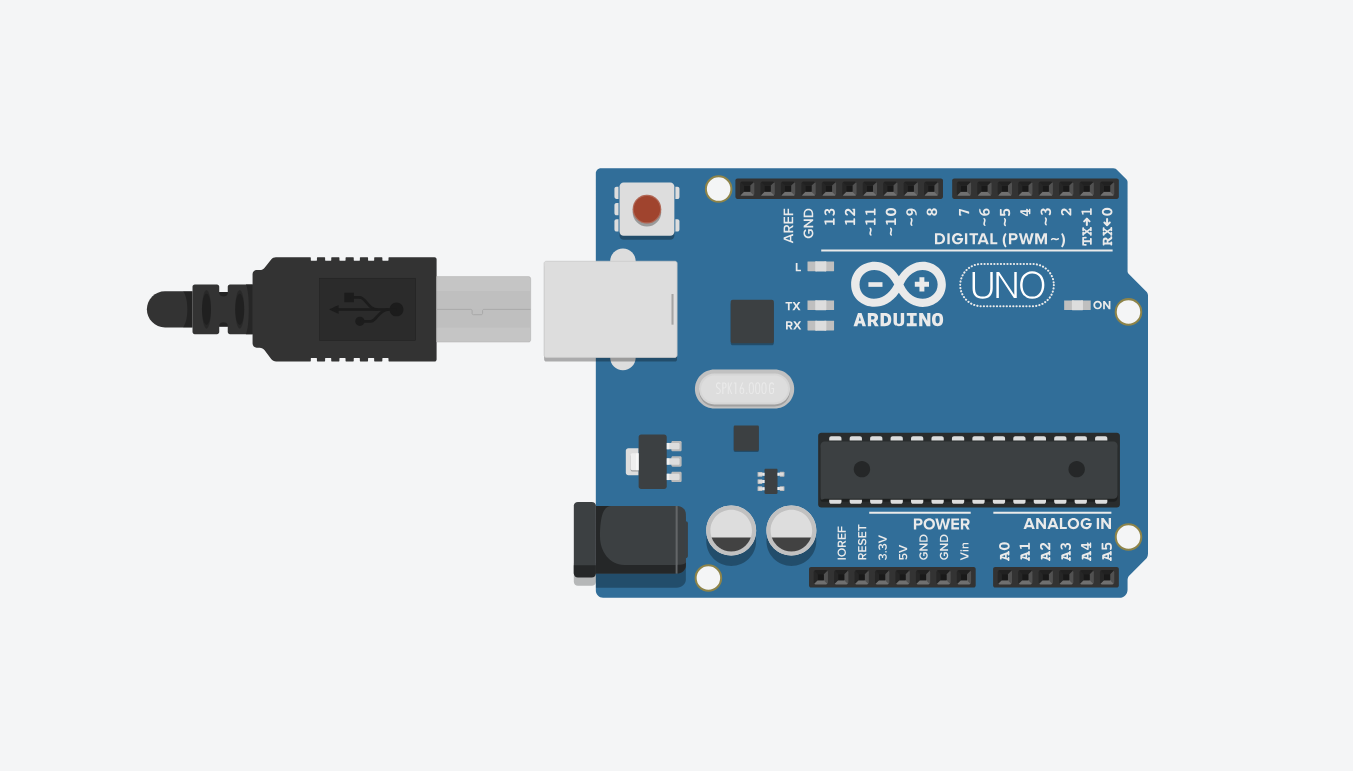 AREF
GND
13
12
~11
~10
~9
8
7
~6
~5
4
~3
2
TX→1
RX←0
DIGITAL (PWM~)
L
TX
RX
ARDUINO
UNO
ON
SPK16.000G
POWER
ANALOG IN
IOREF
RESET
3.3V
5V
GND
GND
Vin
A0
A1
A2
A3
A4
A5